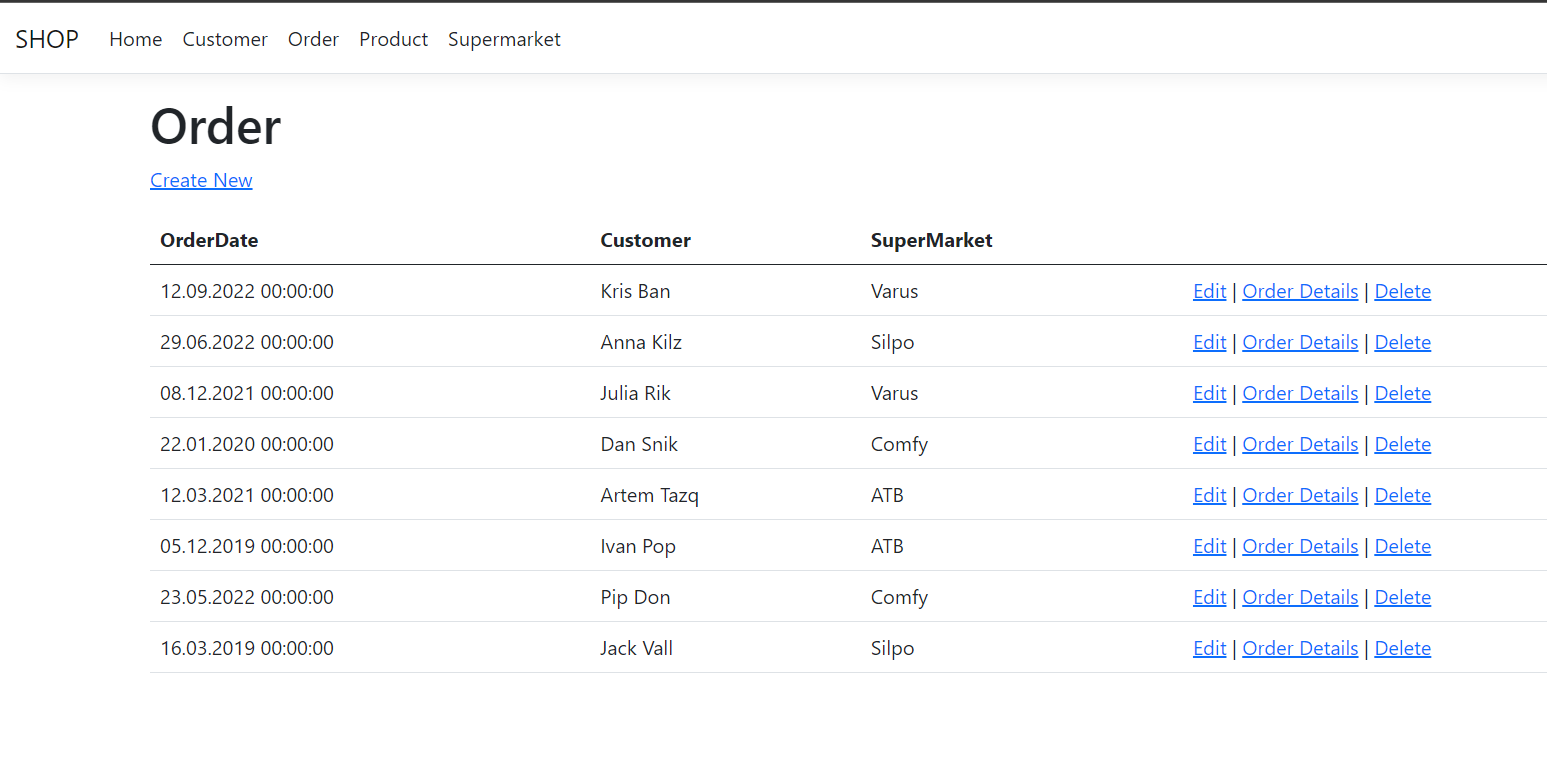 SHOP Home Customer Order Product Supermarket
Order
Create New
OrderDate Customer SuperMarket
12.09.2022 00:00:00 Kris Ban Varus Edit | Order Details | Delete
29.06.2022 00:00:00 Anna Kilz Silpo Edit | Order Details | Delete
08.12.2021 00:00:00 Julia Rik Varus Edit | Order Details | Delete
22.01.2020 00:00:00 Dan Snik Comfy Edit | Order Details | Delete
12.03.2021 00:00:00 Artem Tazq ATB Edit | Order Details | Delete
05.12.2019 00:00:00 Ivan Pop ATB Edit | Order Details | Delete
23.05.2022 00:00:00 Pip Don Comfy Edit | Order Details | Delete
16.03.2019 00:00:00 Jack Vall Silpo Edit | Order Details | Delete